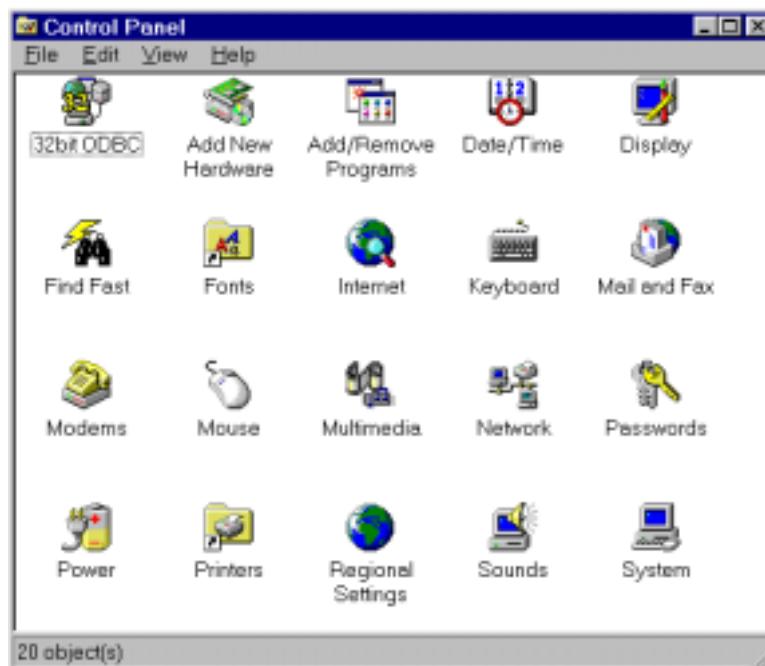 Control Panel
File Edit View Help
32bit ODBC Add New Hardware Add/Remove Programs Date/Time Display
Find Fast Fonts Internet Keyboard Mail and Fax
Modems Mouse Multimedia Network Passwords
Power Printers Regional Settings Sounds System
20 object(s)